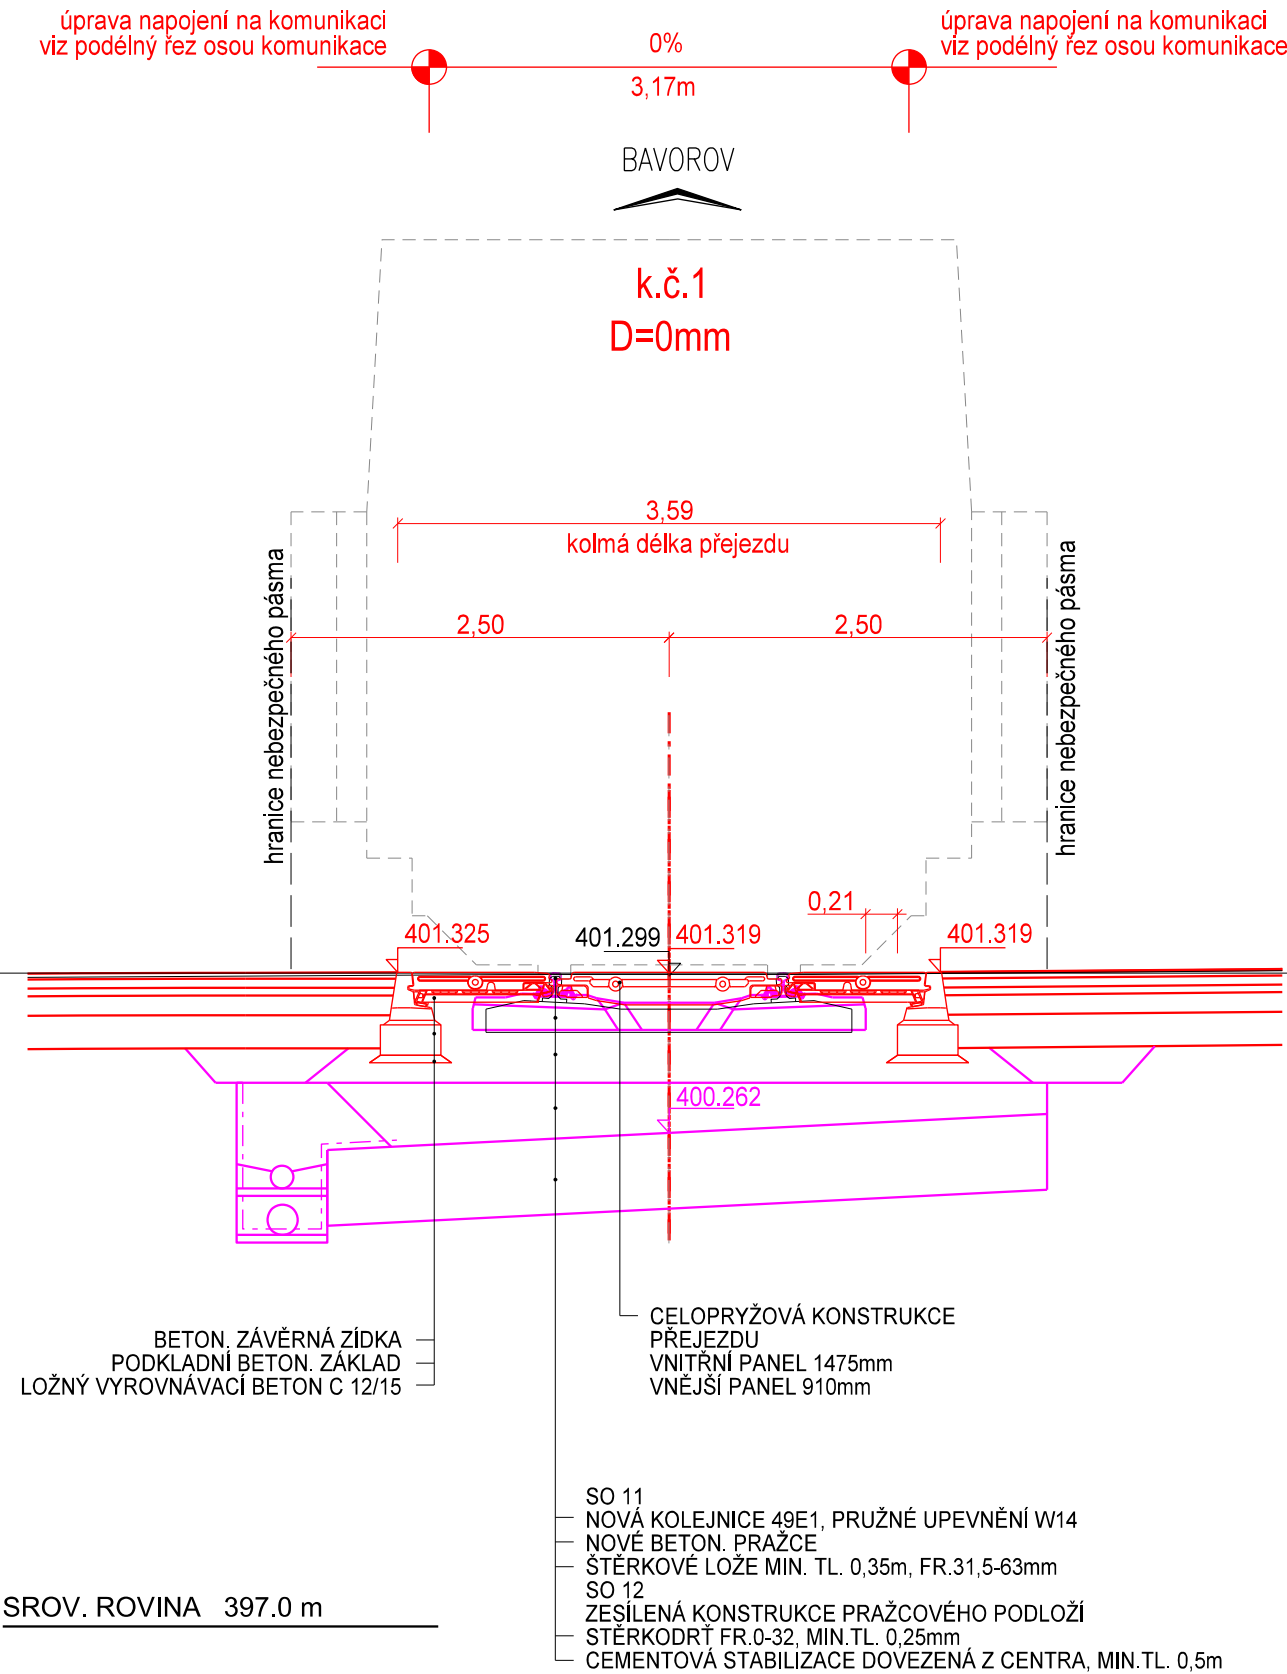 úprava napojení na komunikaci
viz podélný řez osou komunikace
úprava napojení na komunikaci
viz podélný řez osou komunikace
0%
3,17m
BAVOROV
k.č.1
D=0mm
3,59
kolmá délka přejezdu
2,50
2,50
hranice nebezpečného pásma
hranice nebezpečného pásma
0,21
401.325
401.299
401.319
401.319
400.262
BETON. ZÁVĚRNÁ ZÍDKA
PODKLADNÍ BETON. ZÁKLAD
LOŽNÝ VYROVNÁVACÍ BETON C 12/15
CELOPRYŽOVÁ KONSTRUKCE
PŘEJEZDU
VNITŘNÍ PANEL 1475mm
VNĚJŠÍ PANEL 910mm
SO 11
NOVÁ KOLEJNICE 49E1, PRUŽNÉ UPEVNĚNÍ W14
NOVÉ BETON. PRAŽCE
ŠTĚRKOVÉ LOŽE MIN. TL. 0,35m, FR.31,5-63mm
SO 12
ZESÍLENÁ KONSTRUKCE PRAŽCOVÉHO PODLOŽÍ
STĚRKODRŤ FR.0-32, MIN.TL. 0,25mm
CEMENTOVÁ STABILIZACE DOVEZENÁ Z CENTRA, MIN.TL. 0,5m
SROV. ROVINA 397.0 m